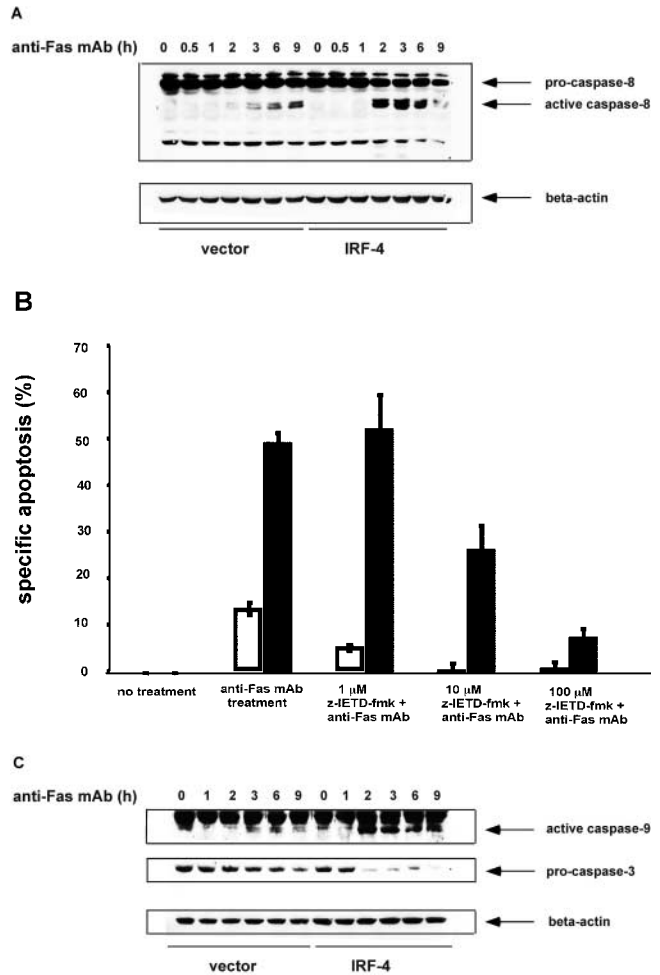 A
anti-Fas mAb (h) 0 0.5 1 2 3 6 9 0 0.5 1 2 3 6 9
pro-caspase-8
active caspase-8
beta-actin
vector IRF-4
B
specific apoptosis (%)
70
60
50
40
30
20
10
0
no treatment
anti-Fas mAb
treatment
1 μM
z-IETD-fmk +
anti-Fas mAb
10 μM
z-IETD-fmk +
anti-Fas mAb
100 μM
z-IETD-fmk +
anti-Fas mAb
C
anti-Fas mAb (h) 0 1 2 3 6 9 0 1 2 3 6 9
active caspase-9
pro-caspase-3
beta-actin
vector IRF-4